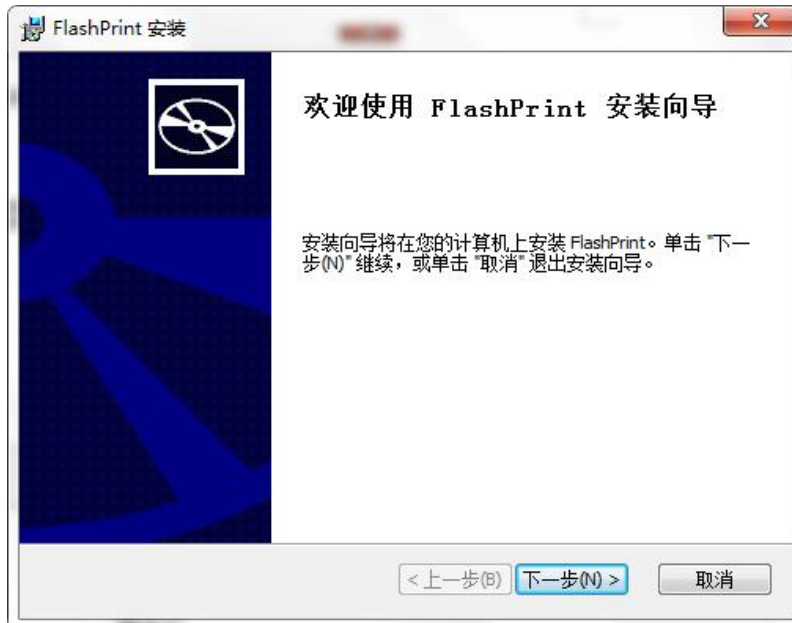 FlashPrint 安装
欢迎使用 FlashPrint 安装向导
安装向导将在您的计算机上安装 FlashPrint。单击 "下一
步(N)" 继续，或单击 "取消" 退出安装向导。
< 上一步(B)
下一步(N) >
取消